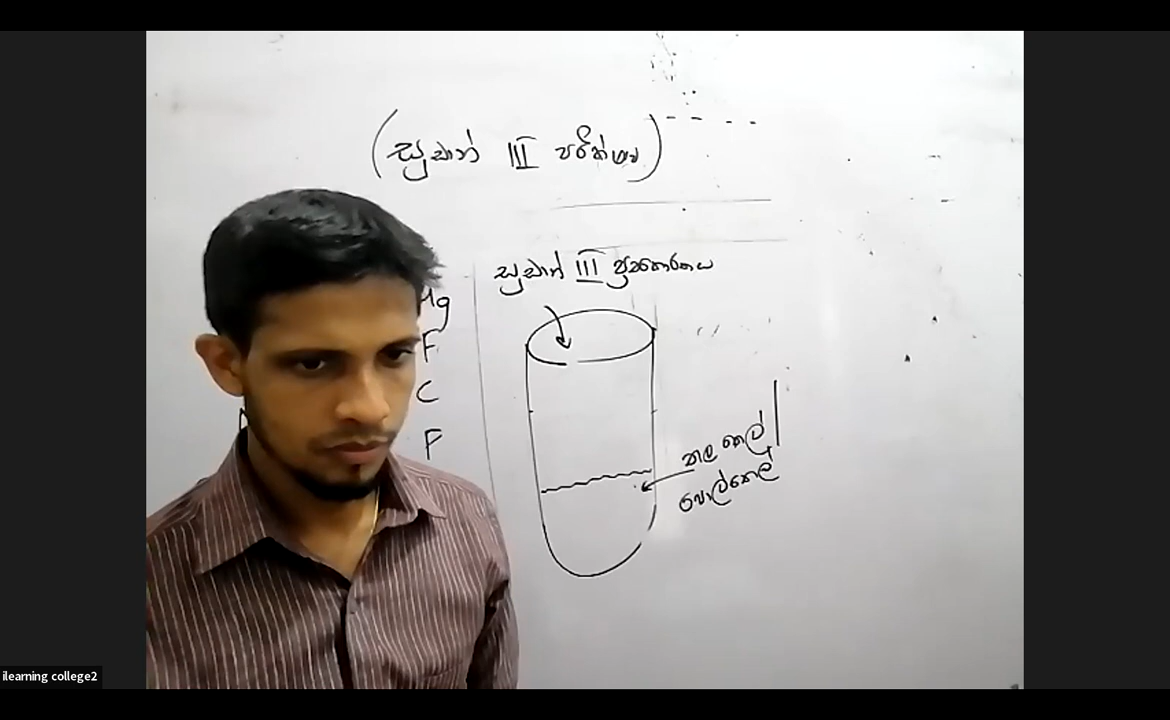 (සුඩාන් III පරීක්ෂාව) - - - -
සුඩාන් III ප්‍රතිකාරකය
Mg
F
C
F
තල තෙල්
පොල්තෙල්
ilearning college2